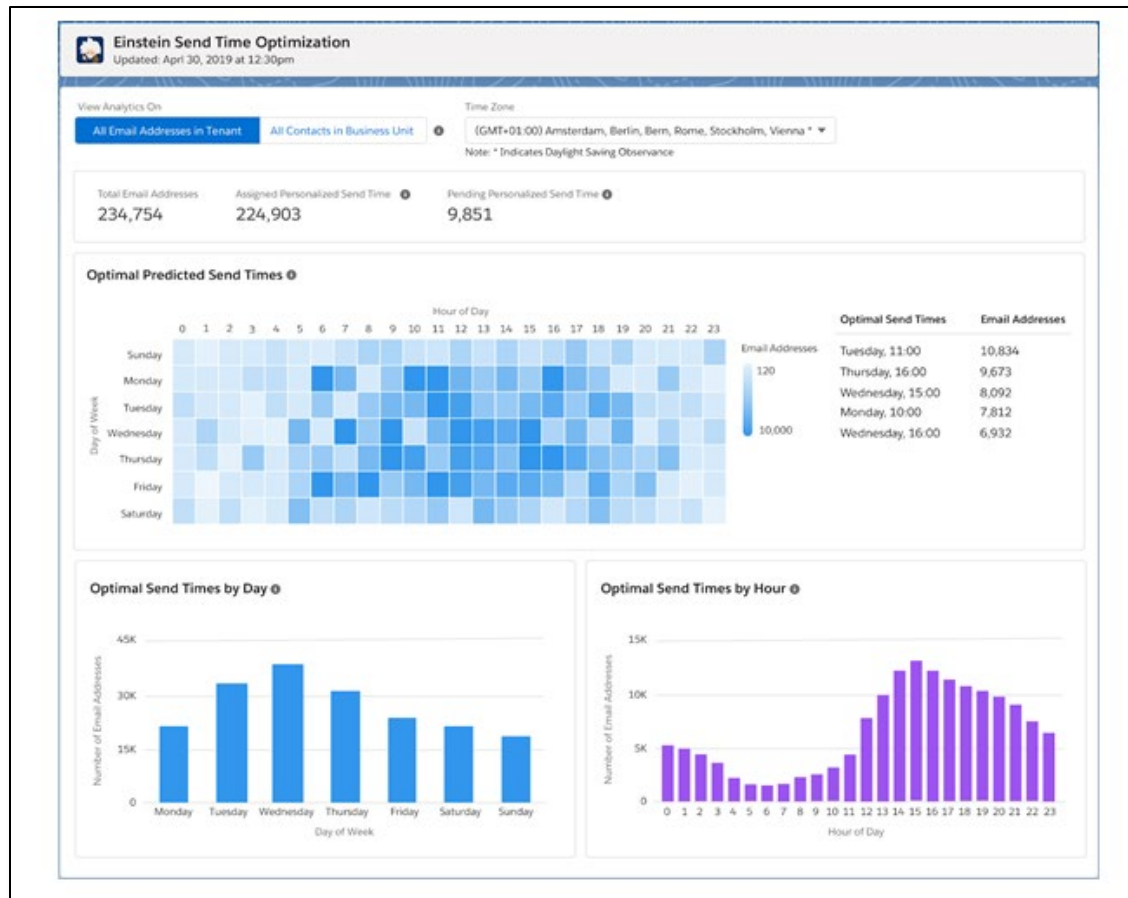 Einstein Send Time Optimization
Updated: Aprl 30, 2019 at 12:30pm
View Analytics On
All Email Addresses in Tenant
All Contacts in Business Unit
Time Zone
(GMT+01:00) Amsterdam, Berlin, Bern, Rome, Stockholm, Vienna *
Note: * Indicates Daylight Saving Observance
Total Email Addresses
234,754
Assigned Personalized Send Time
224,903
Pending Personalized Send Time
9,851
Optimal Predicted Send Times
Hour of Day
0 1 2 3 4 5 6 7 8 9 10 11 12 13 14 15 16 17 18 19 20 21 22 23
Day of Week
Sunday
Monday
Tuesday
Wednesday
Thursday
Friday
Saturday
Email Addresses
120
10,000
Optimal Send Times Email Addresses
Tuesday, 11:00 10,834
Thursday, 16:00 9,673
Wednesday, 15:00 8,092
Monday, 10:00 7,812
Wednesday, 16:00 6,932
Optimal Send Times by Day
Number of Email Addresses
45K
30K
15K
0
Monday Tuesday Wednesday Thursday Friday Saturday Sunday
Day of Week
Optimal Send Times by Hour
Number of Email Addresses
15K
10K
5K
0
0 1 2 3 4 5 6 7 8 9 10 11 12 13 14 15 16 17 18 19 20 21 22 23
Hour of Day